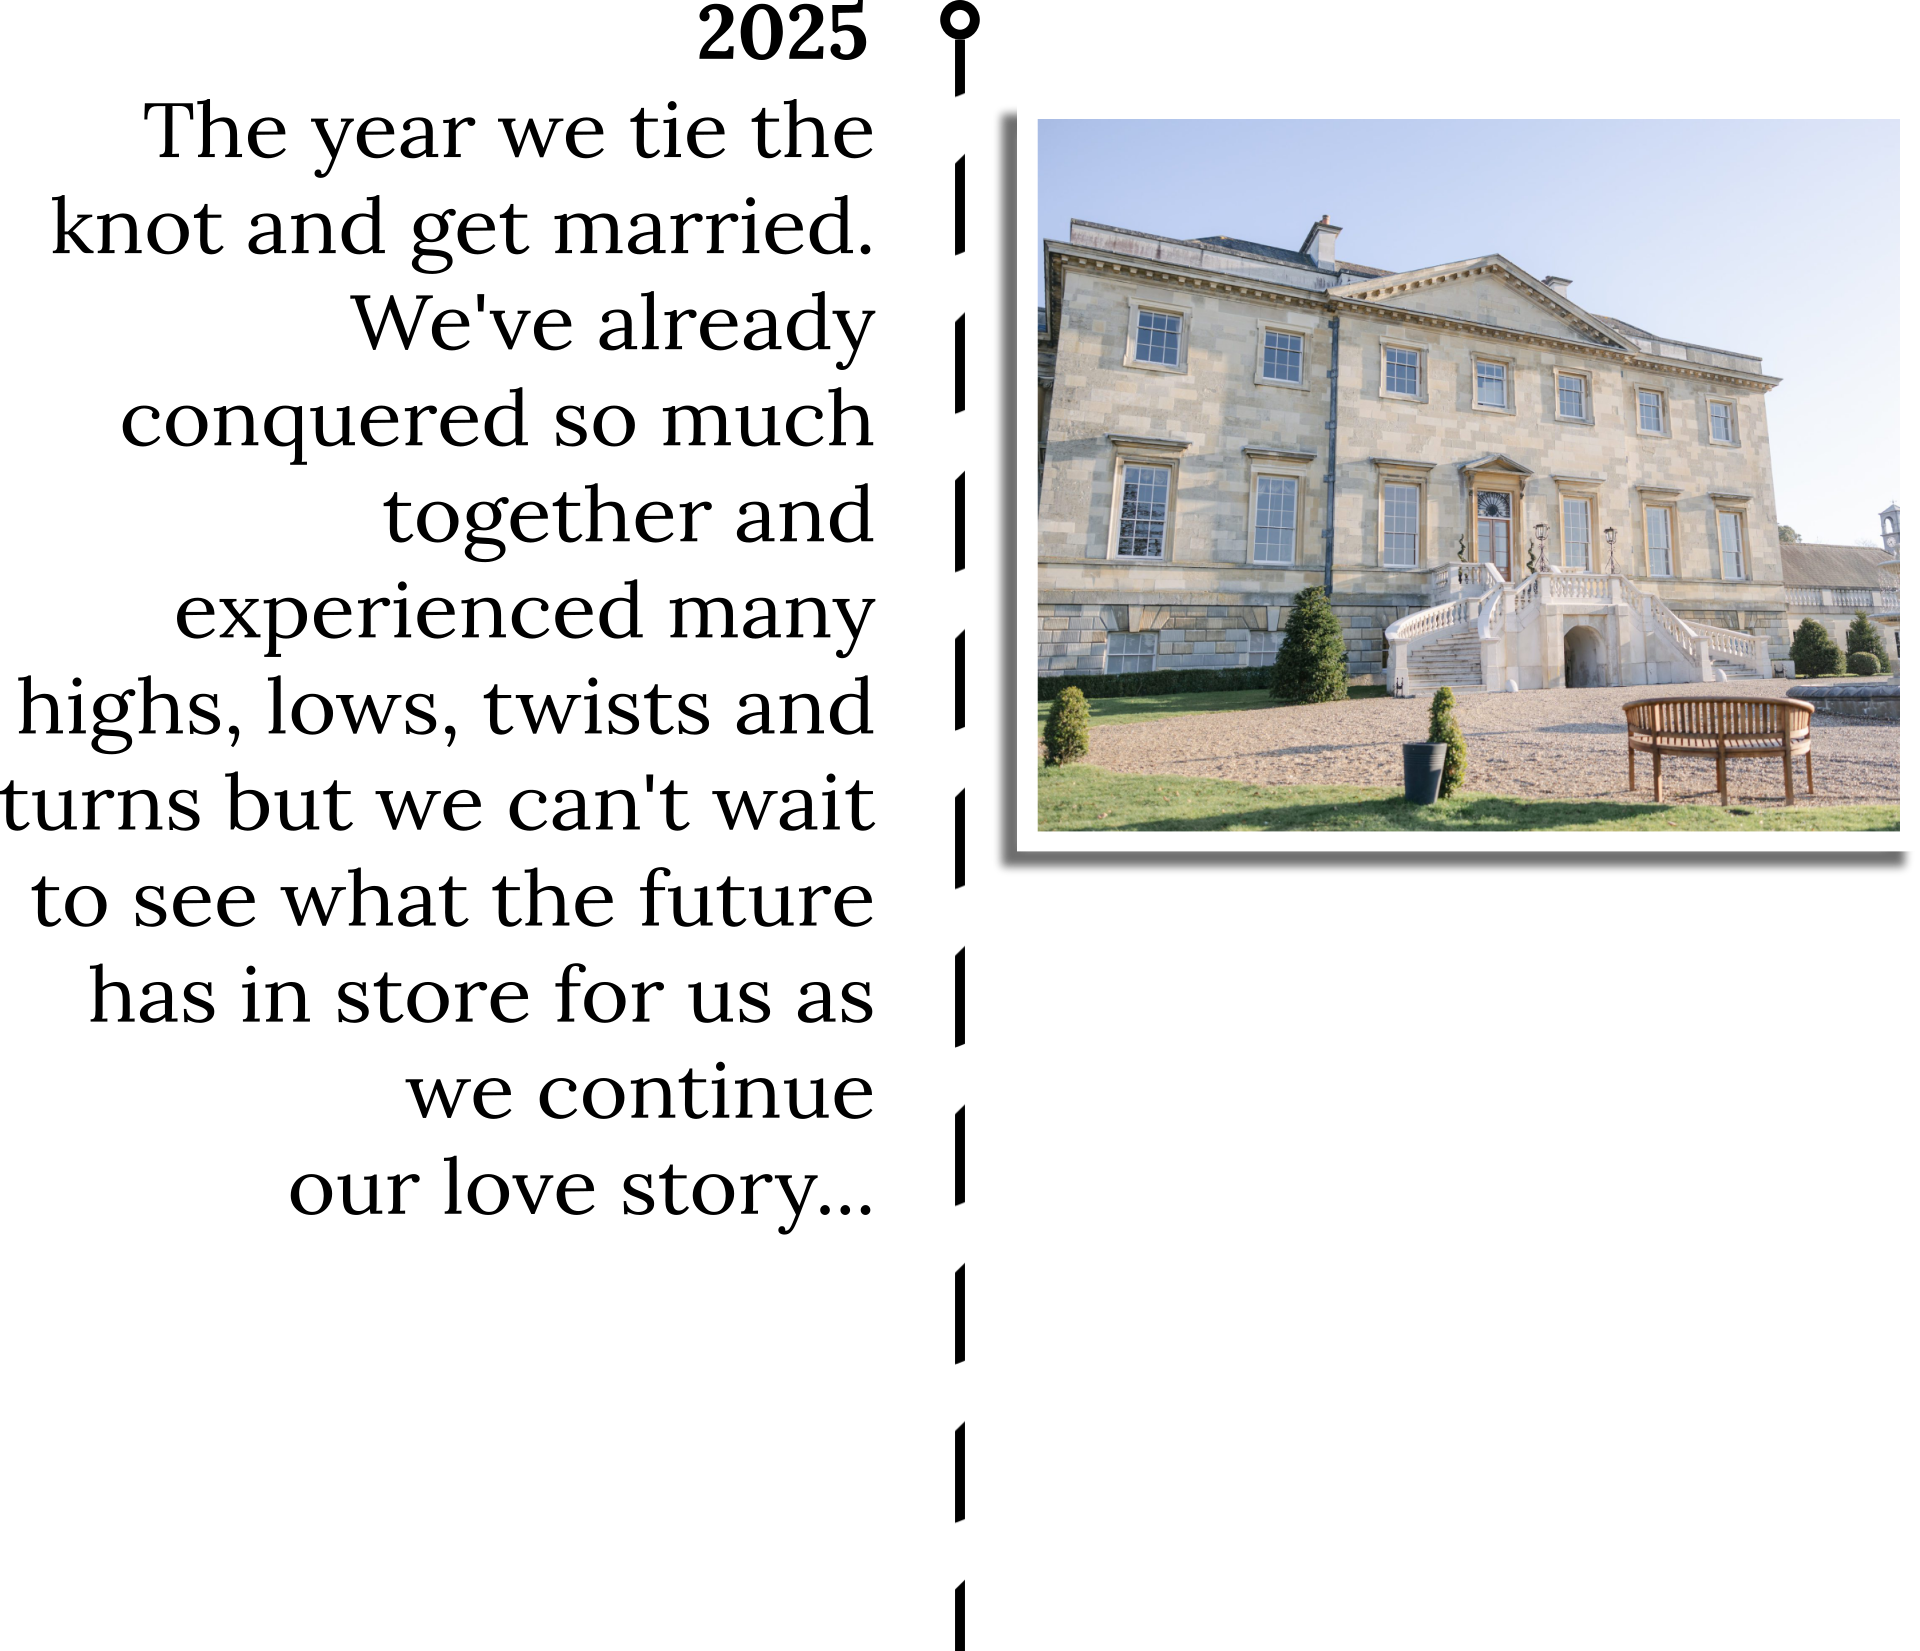 2025
The year we tie the
knot and get married.
We've already
conquered so much
together and
experienced many
highs, lows, twists and
turns but we can't wait
to see what the future
has in store for us as
we continue
our love story...